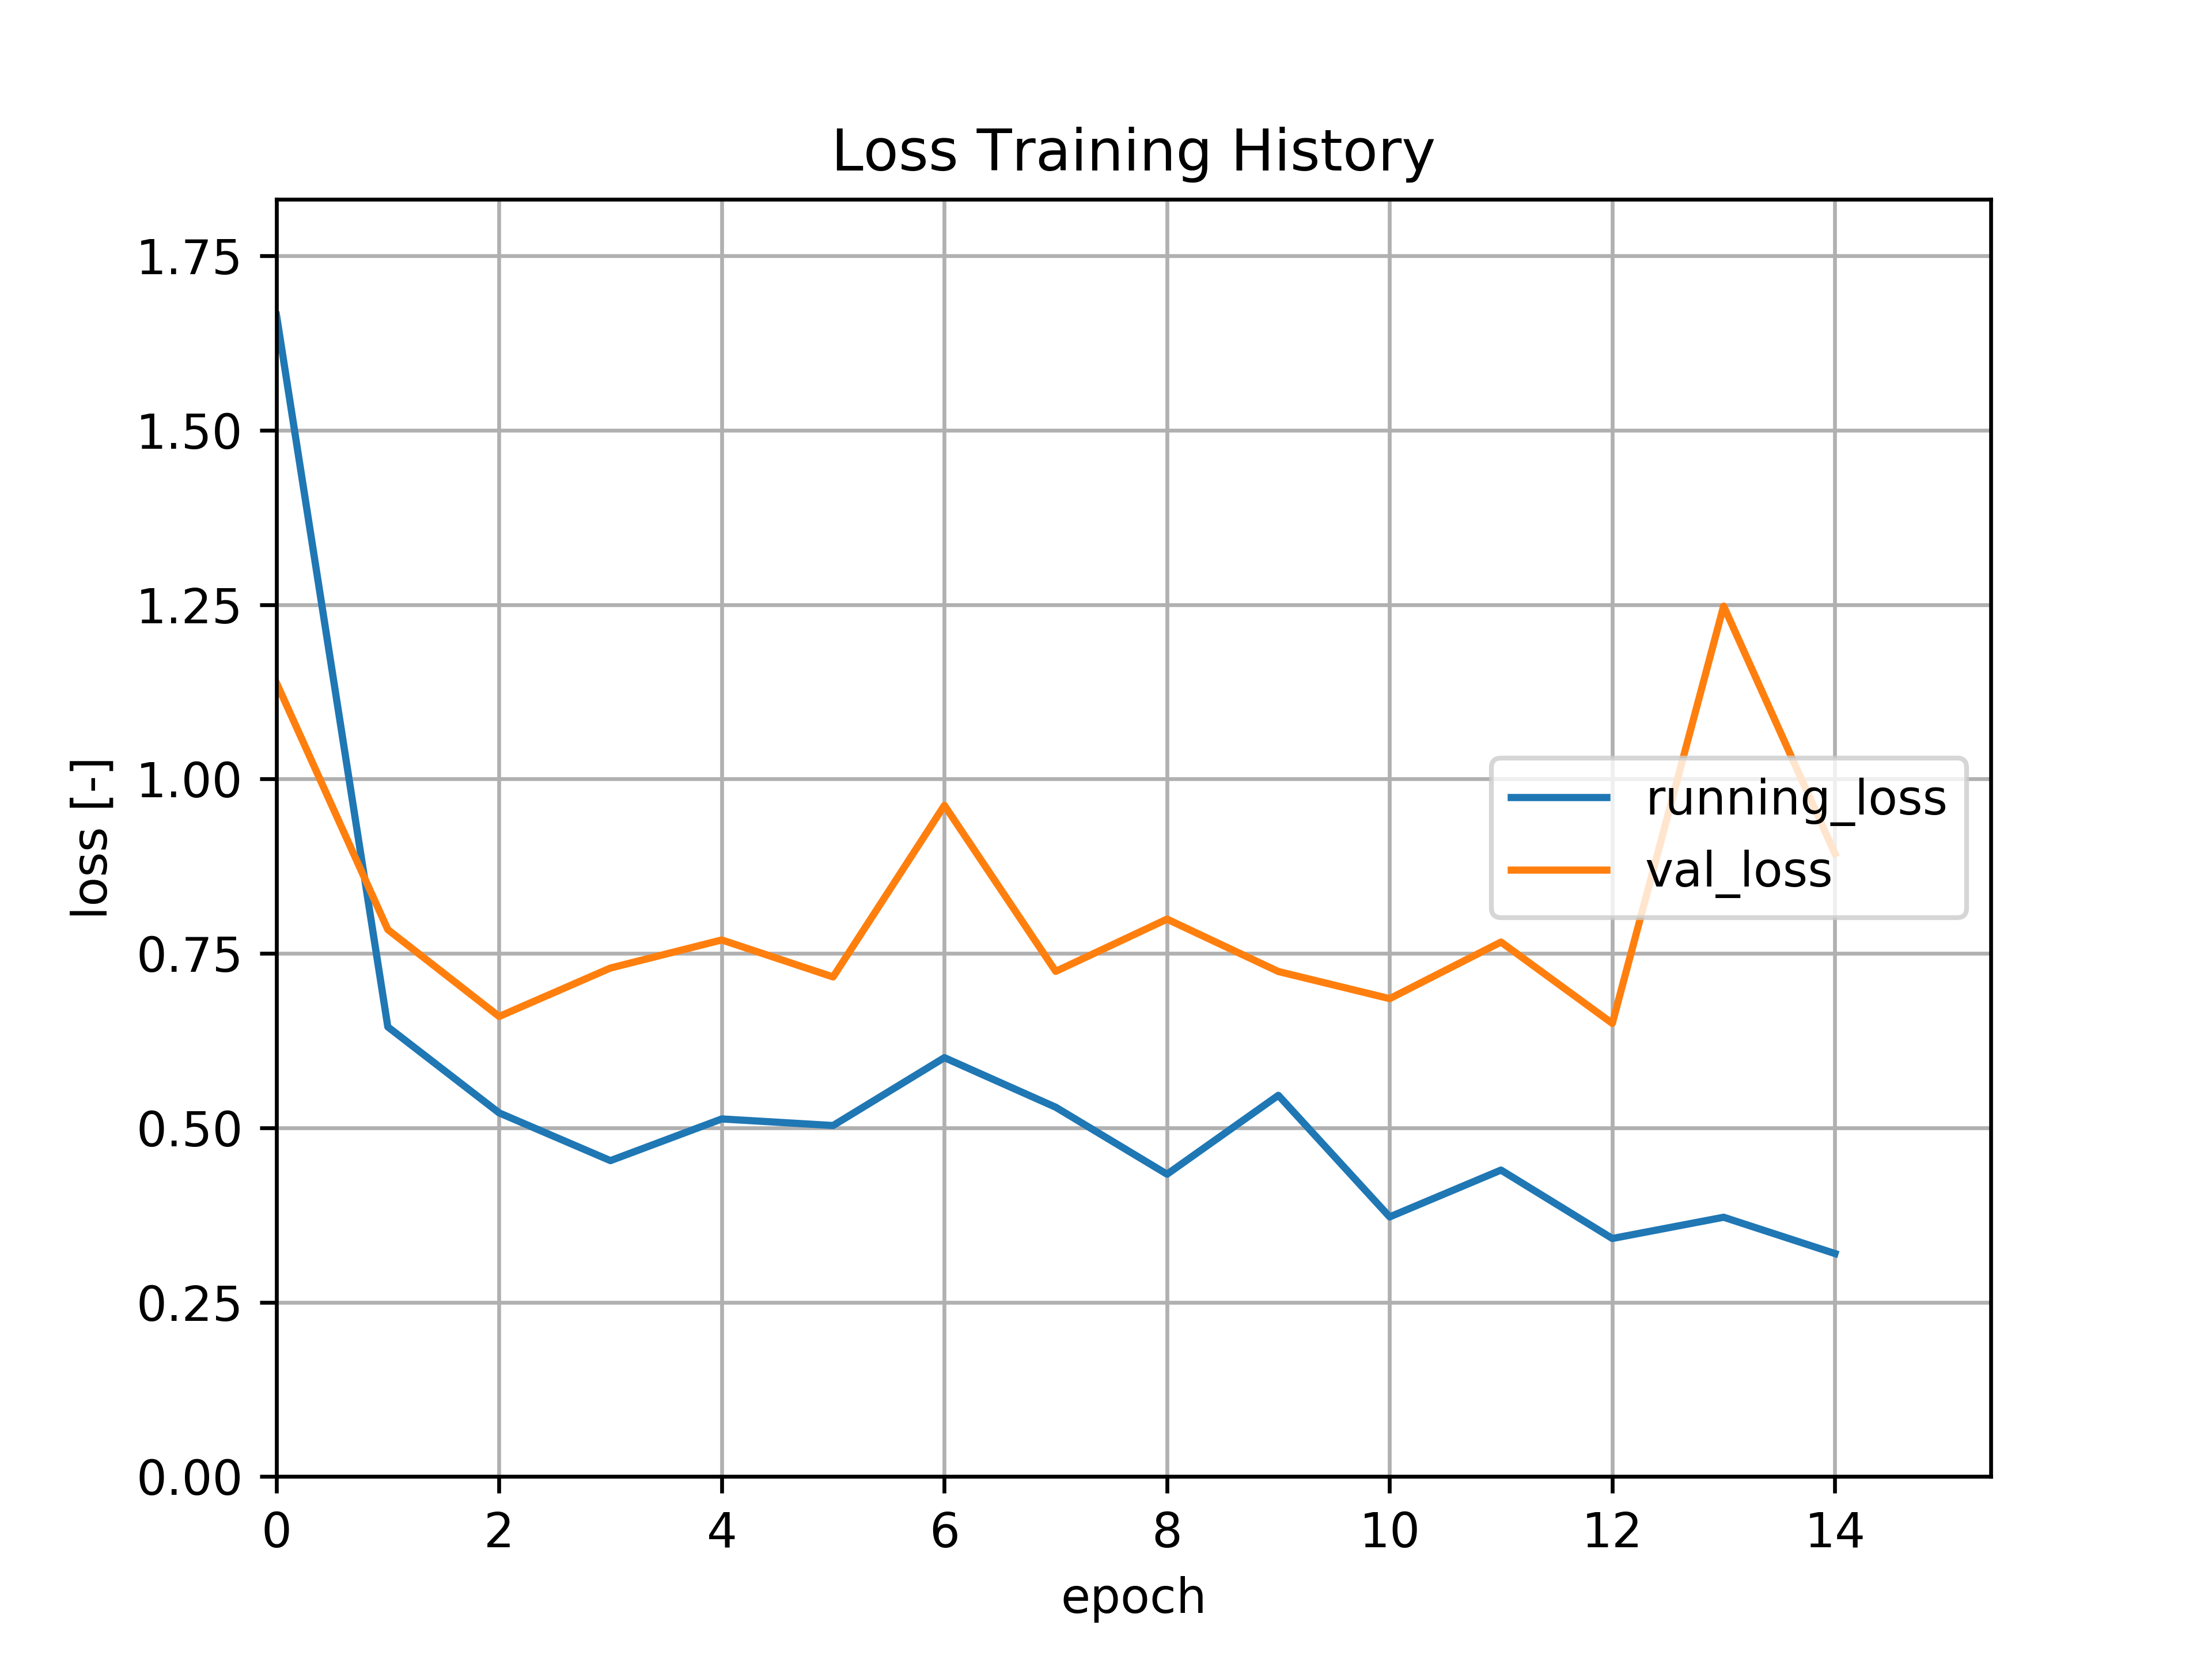 Loss Training History
1.75
1.50
1.25
1.00
0.75
0.50
0.25
0.00
loss [-]
running_loss
val_loss
0 2 4 6 8 10 12 14
epoch